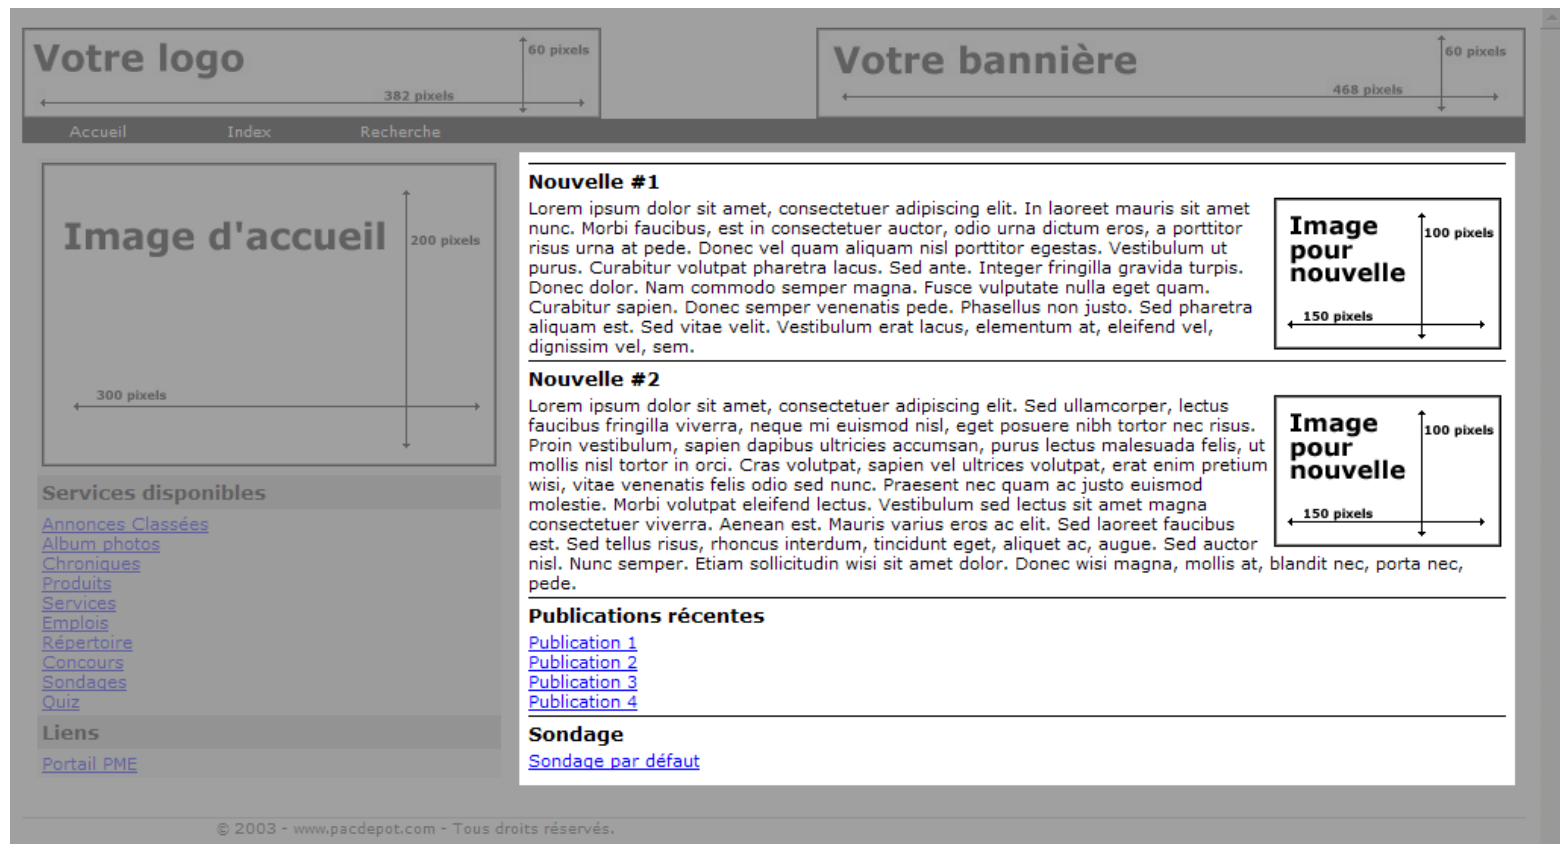 Votre logo
60 pixels
382 pixels
Votre bannière
60 pixels
468 pixels
Accueil Index Recherche
Image d'accueil
200 pixels
300 pixels
Services disponibles
Annonces Classées
Album photos
Chroniques
Produits
Services
Emplois
Répertoire
Concours
Sondages
Quiz
Liens
Portail PME
Nouvelle #1
Lorem ipsum dolor sit amet, consectetuer adipiscing elit. In laoreet mauris sit amet
nunc. Morbi faucibus, est in consectetuer auctor, odio urna dictum eros, a porttitor
risus urna at pede. Donec vel quam aliquam nisl porttitor egestas. Vestibulum ut
purus. Curabitur volutpat pharetra lacus. Sed ante. Integer fringilla gravida turpis.
Donec dolor. Nam commodo semper magna. Fusce vulputate nulla eget quam.
Curabitur sapien. Donec semper venenatis pede. Phasellus non justo. Sed pharetra
aliquam est. Sed vitae velit. Vestibulum erat lacus, elementum at, eleifend vel,
dignissim vel, sem.
Image
pour
nouvelle
100 pixels
150 pixels
Nouvelle #2
Lorem ipsum dolor sit amet, consectetuer adipiscing elit. Sed ullamcorper, lectus
faucibus fringilla viverra, neque mi euismod nisl, eget posuere nibh tortor nec risus.
Proin vestibulum, sapien dapibus ultricies accumsan, purus lectus malesuada felis, ut
mollis nisl tortor in orci. Cras volutpat, sapien vel ultrices volutpat, erat enim pretium
wisi, vitae venenatis felis odio sed nunc. Praesent nec quam ac justo euismod
molestie. Morbi volutpat eleifend lectus. Vestibulum sed lectus sit amet magna
consectetuer viverra. Aenean est. Mauris varius eros ac elit. Sed laoreet faucibus
est. Sed tellus risus, rhoncus interdum, tincidunt eget, aliquet ac, augue. Sed auctor
nisl. Nunc semper. Etiam sollicitudin wisi sit amet dolor. Donec wisi magna, mollis at, blandit nec, porta nec,
pede.
Image
pour
nouvelle
100 pixels
150 pixels
Publications récentes
Publication 1
Publication 2
Publication 3
Publication 4
Sondage
Sondage par défaut
© 2003 - www.pacdepot.com - Tous droits réservés.